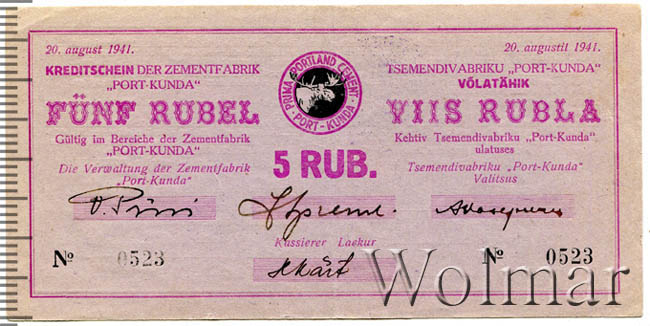 20. august 1941.
KREDITSCHEIN DER ZEMENTFABRIK
„PORT-KUNDA“
FÜNF RUBEL
Gültig im Bereiche der Zementfabrik
„PORT-KUNDA“
Die Verwaltung der Zementfabrik
„Port-Kunda“
PRIMA PORTLAND CEMENT
· PORT-KUNDA ·
5 RUB.
20. augustil 1941.
TSEMENDIVABRIKU „PORT-KUNDA“
VÕLATÄHIK
VIIS RUBLA
Kehtiv Tsemendivabriku „Port-Kunda“
ulatuses
Tsemendivabriku „Port-Kunda“
Valitsus
Kassierer Laekur
№ 0523
№ 0523
Wolmar